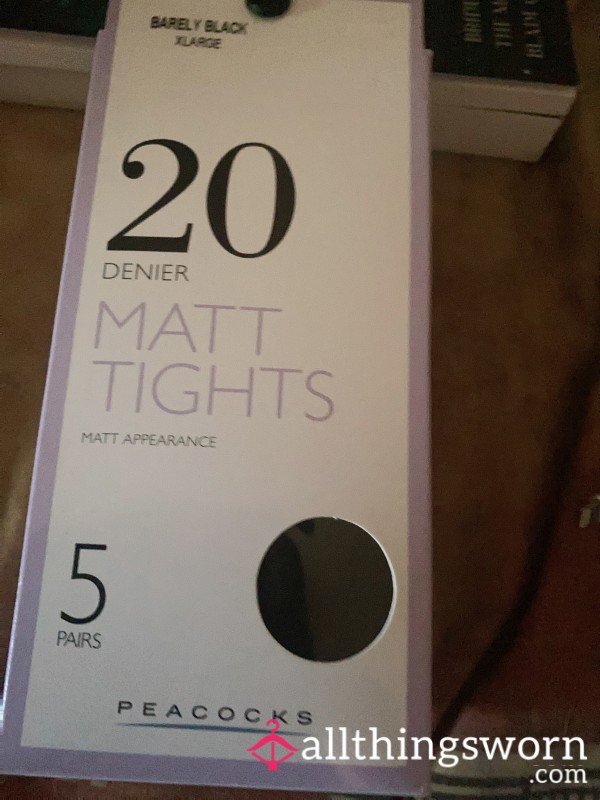 BARELY BLACK
XLARGE
20
DENIER
MATT
TIGHTS
MATT APPEARANCE
5
PAIRS
PEACOCKS
allthingsworn
.com